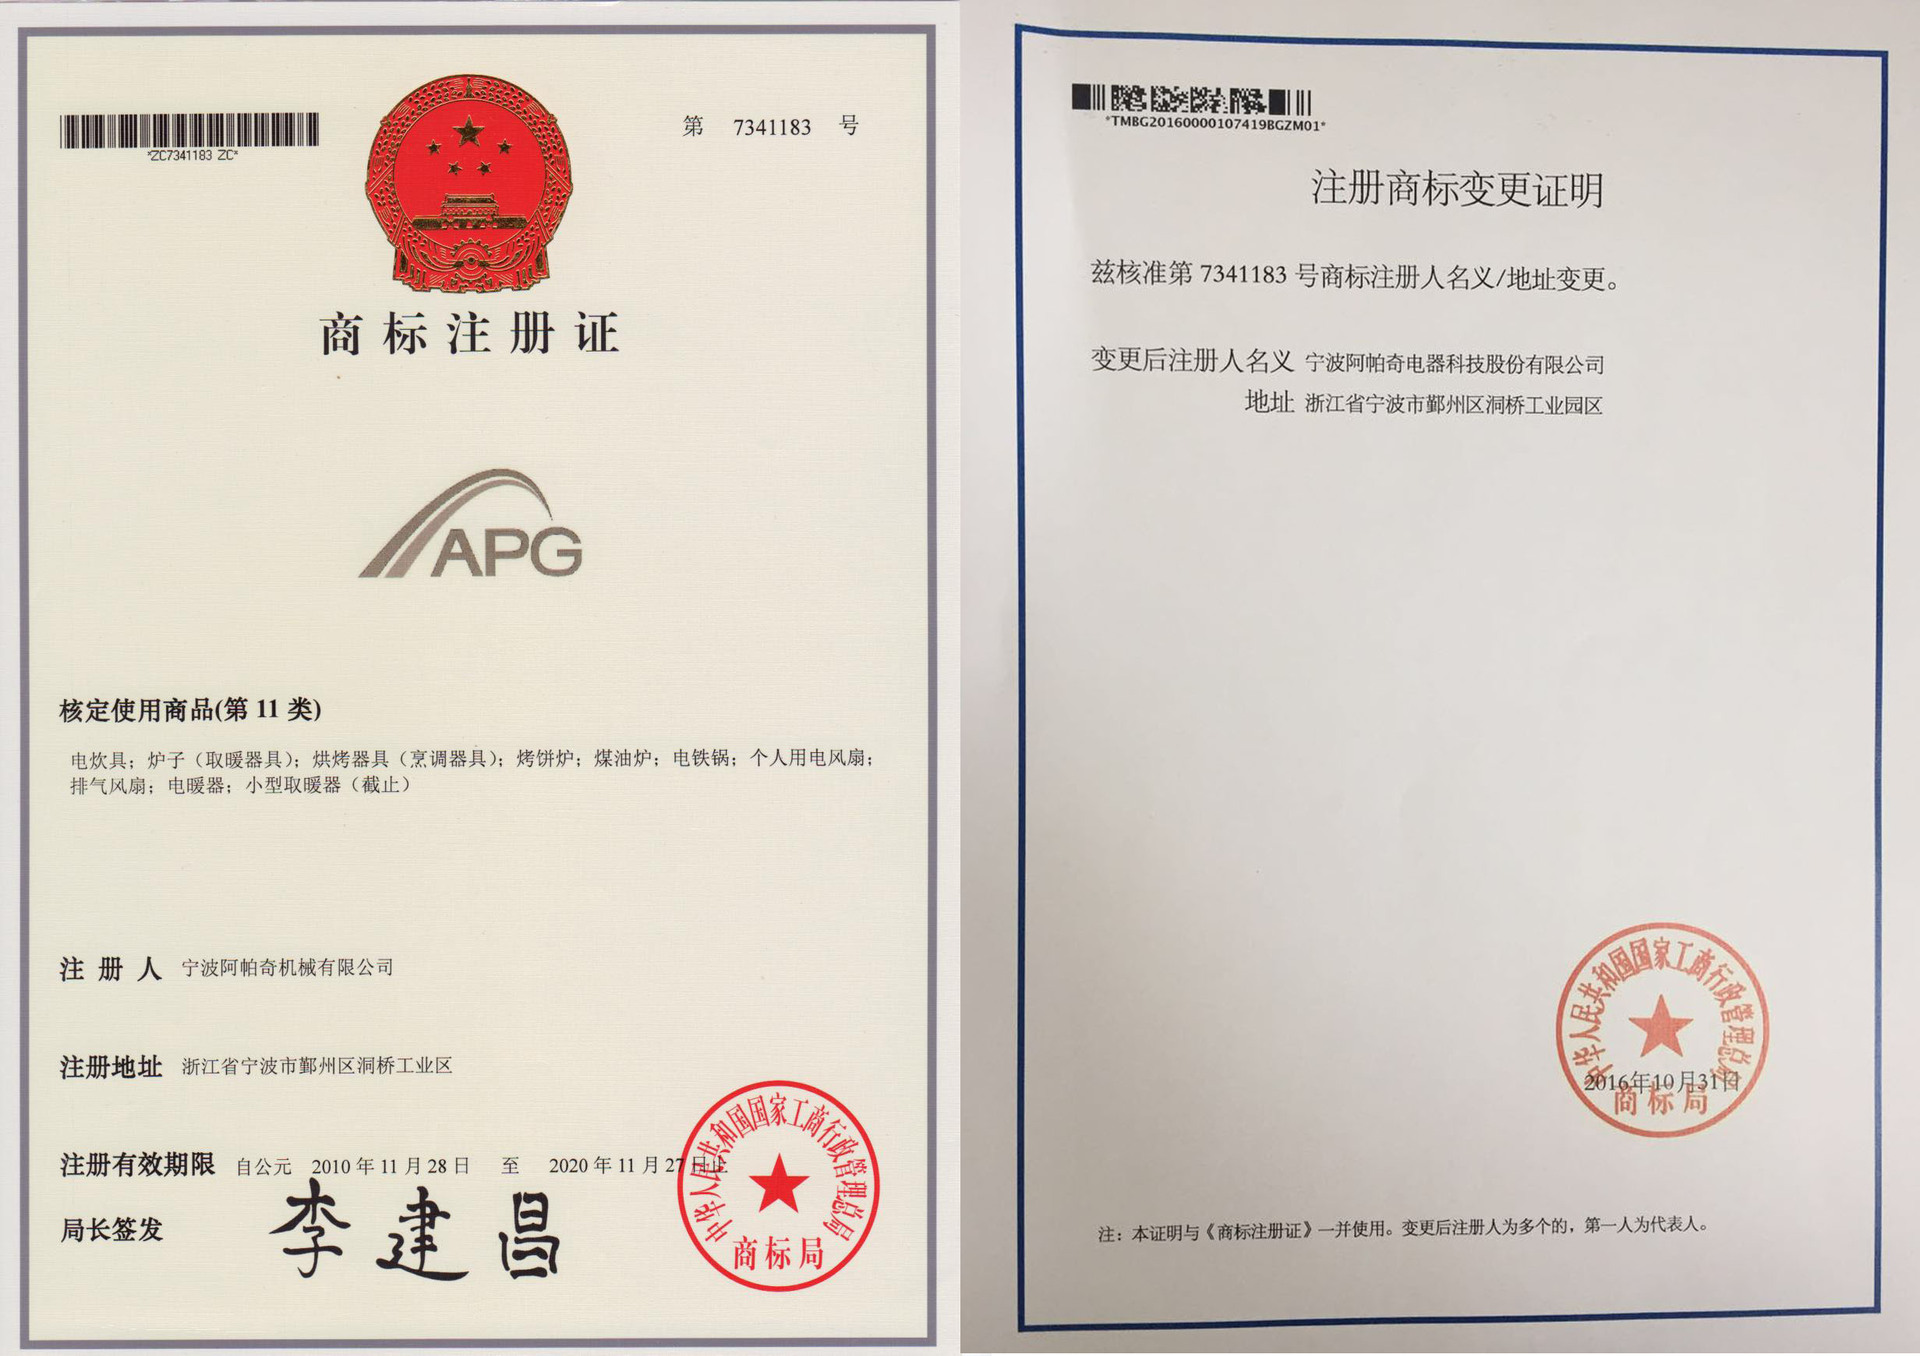 *ZC7341183 ZC*
第 7341183 号
商标注册证
APG
核定使用商品(第 11 类)
电炊具；炉子（取暖器具）；烘烤器具（烹调器具）；烤饼炉；煤油炉；电铁锅；个人用电风扇；
排气风扇；电暖器；小型取暖器（截止）
注册人 宁波阿帕奇机械有限公司
注册地址 浙江省宁波市鄞州区洞桥工业区
注册有效期限 自公元 2010 年 11 月 28 日 至 2020 年 11 月 27 日止
局长签发 李建昌
中华人民共和国国家工商行政管理总局
商标局
*TMBG20160000107419BGZM01*
注册商标变更证明
兹核准第 7341183 号商标注册人名义/地址变更。
变更后注册人名义 宁波阿帕奇电器科技股份有限公司
地址 浙江省宁波市鄞州区洞桥工业园区
中华人民共和国国家工商行政管理总局
2016年10月31日
商标局
注：本证明与《商标注册证》一并使用。变更后注册人为多个的，第一人为代表人。